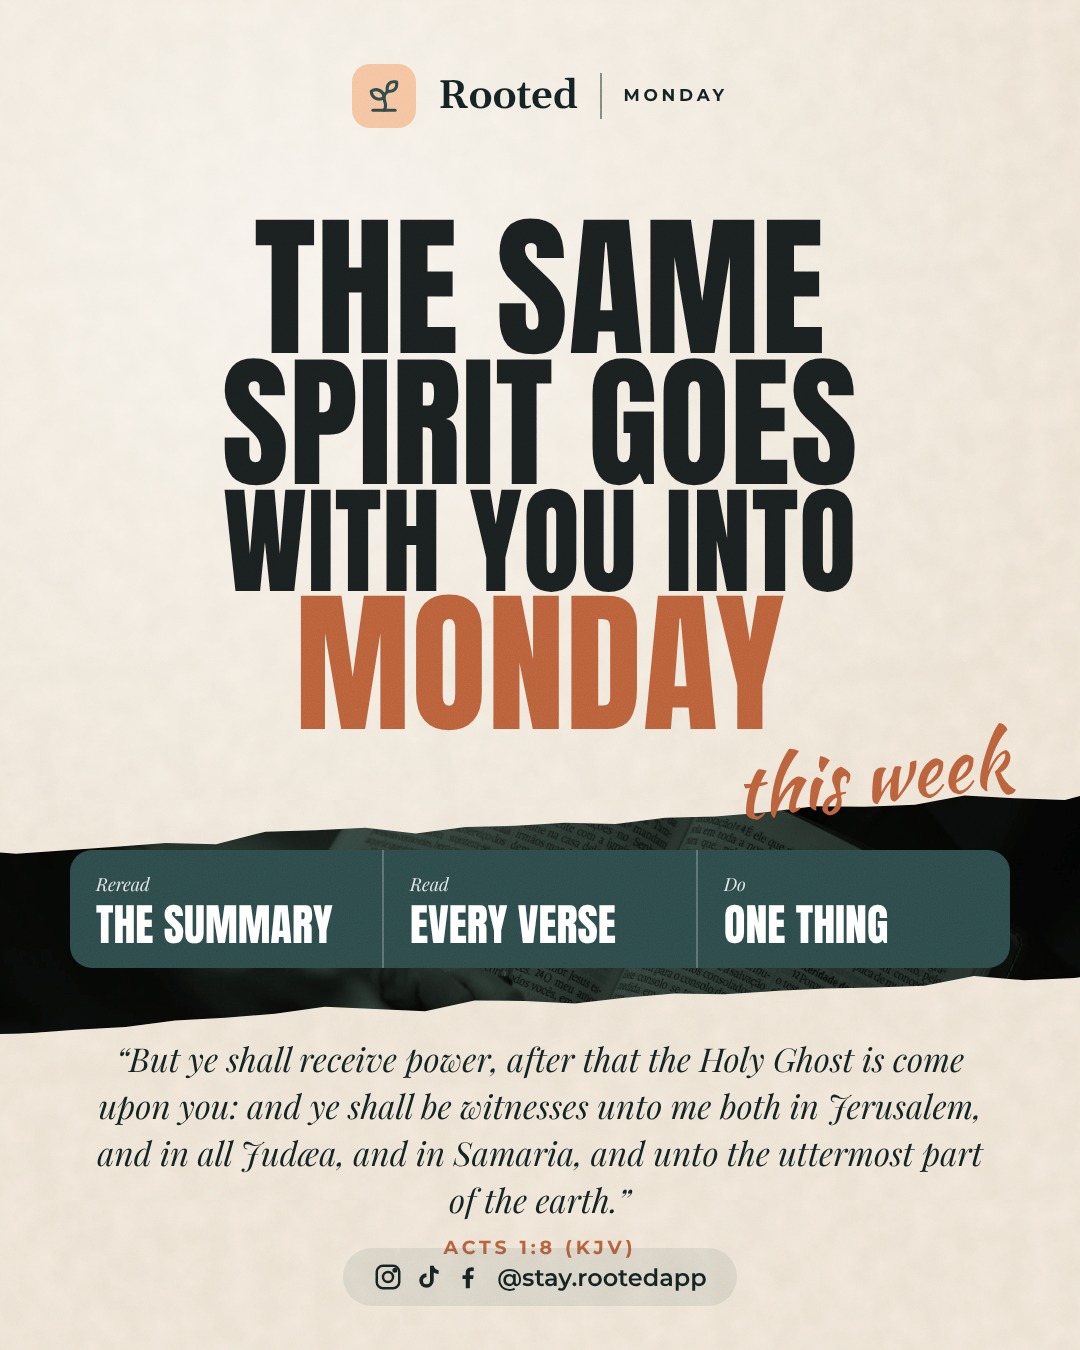 Rooted
MONDAY
THE SAME
SPIRIT GOES
WITH YOU INTO
MONDAY
this week
Reread
THE SUMMARY
Read
EVERY VERSE
Do
ONE THING
“But ye shall receive power, after that the Holy Ghost is come
upon you: and ye shall be witnesses unto me both in Jerusalem,
and in all Judæa, and in Samaria, and unto the uttermost part
of the earth.”
ACTS 1:8 (KJV)
@stay.rootedapp